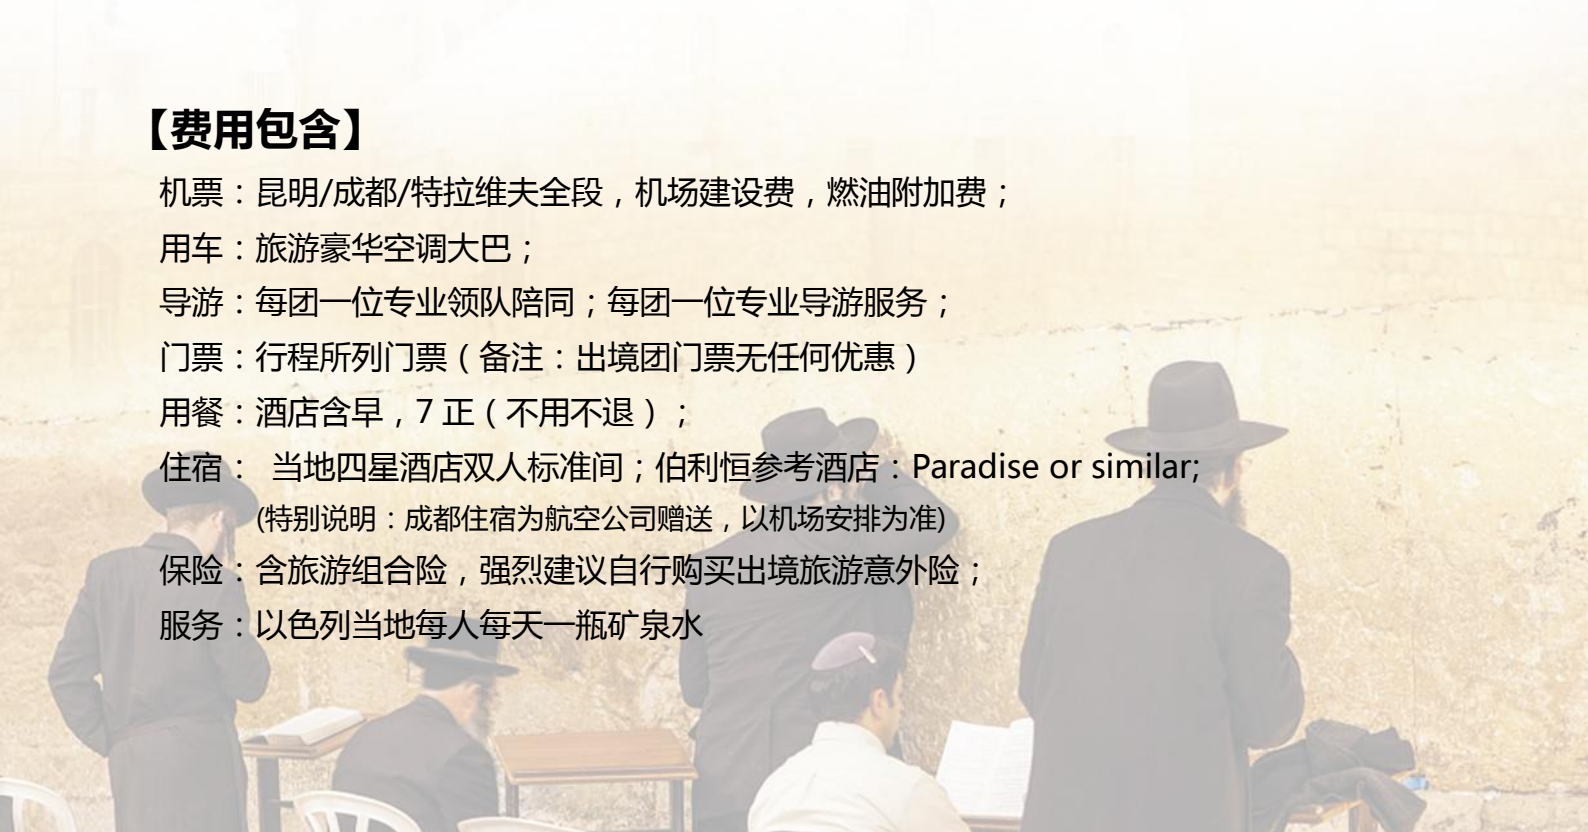 【费用包含】
机票：昆明/成都/特拉维夫全段，机场建设费，燃油附加费；
用车：旅游豪华空调大巴；
导游：每团一位专业领队陪同；每团一位专业导游服务；
门票：行程所列门票（备注：出境团门票无任何优惠）
用餐：酒店含早，7 正（不用不退）；
住宿： 当地四星酒店双人标准间；伯利恒参考酒店：Paradise or similar;
(特别说明：成都住宿为航空公司赠送，以机场安排为准)
保险：含旅游组合险，强烈建议自行购买出境旅游意外险；
服务：以色列当地每人每天一瓶矿泉水